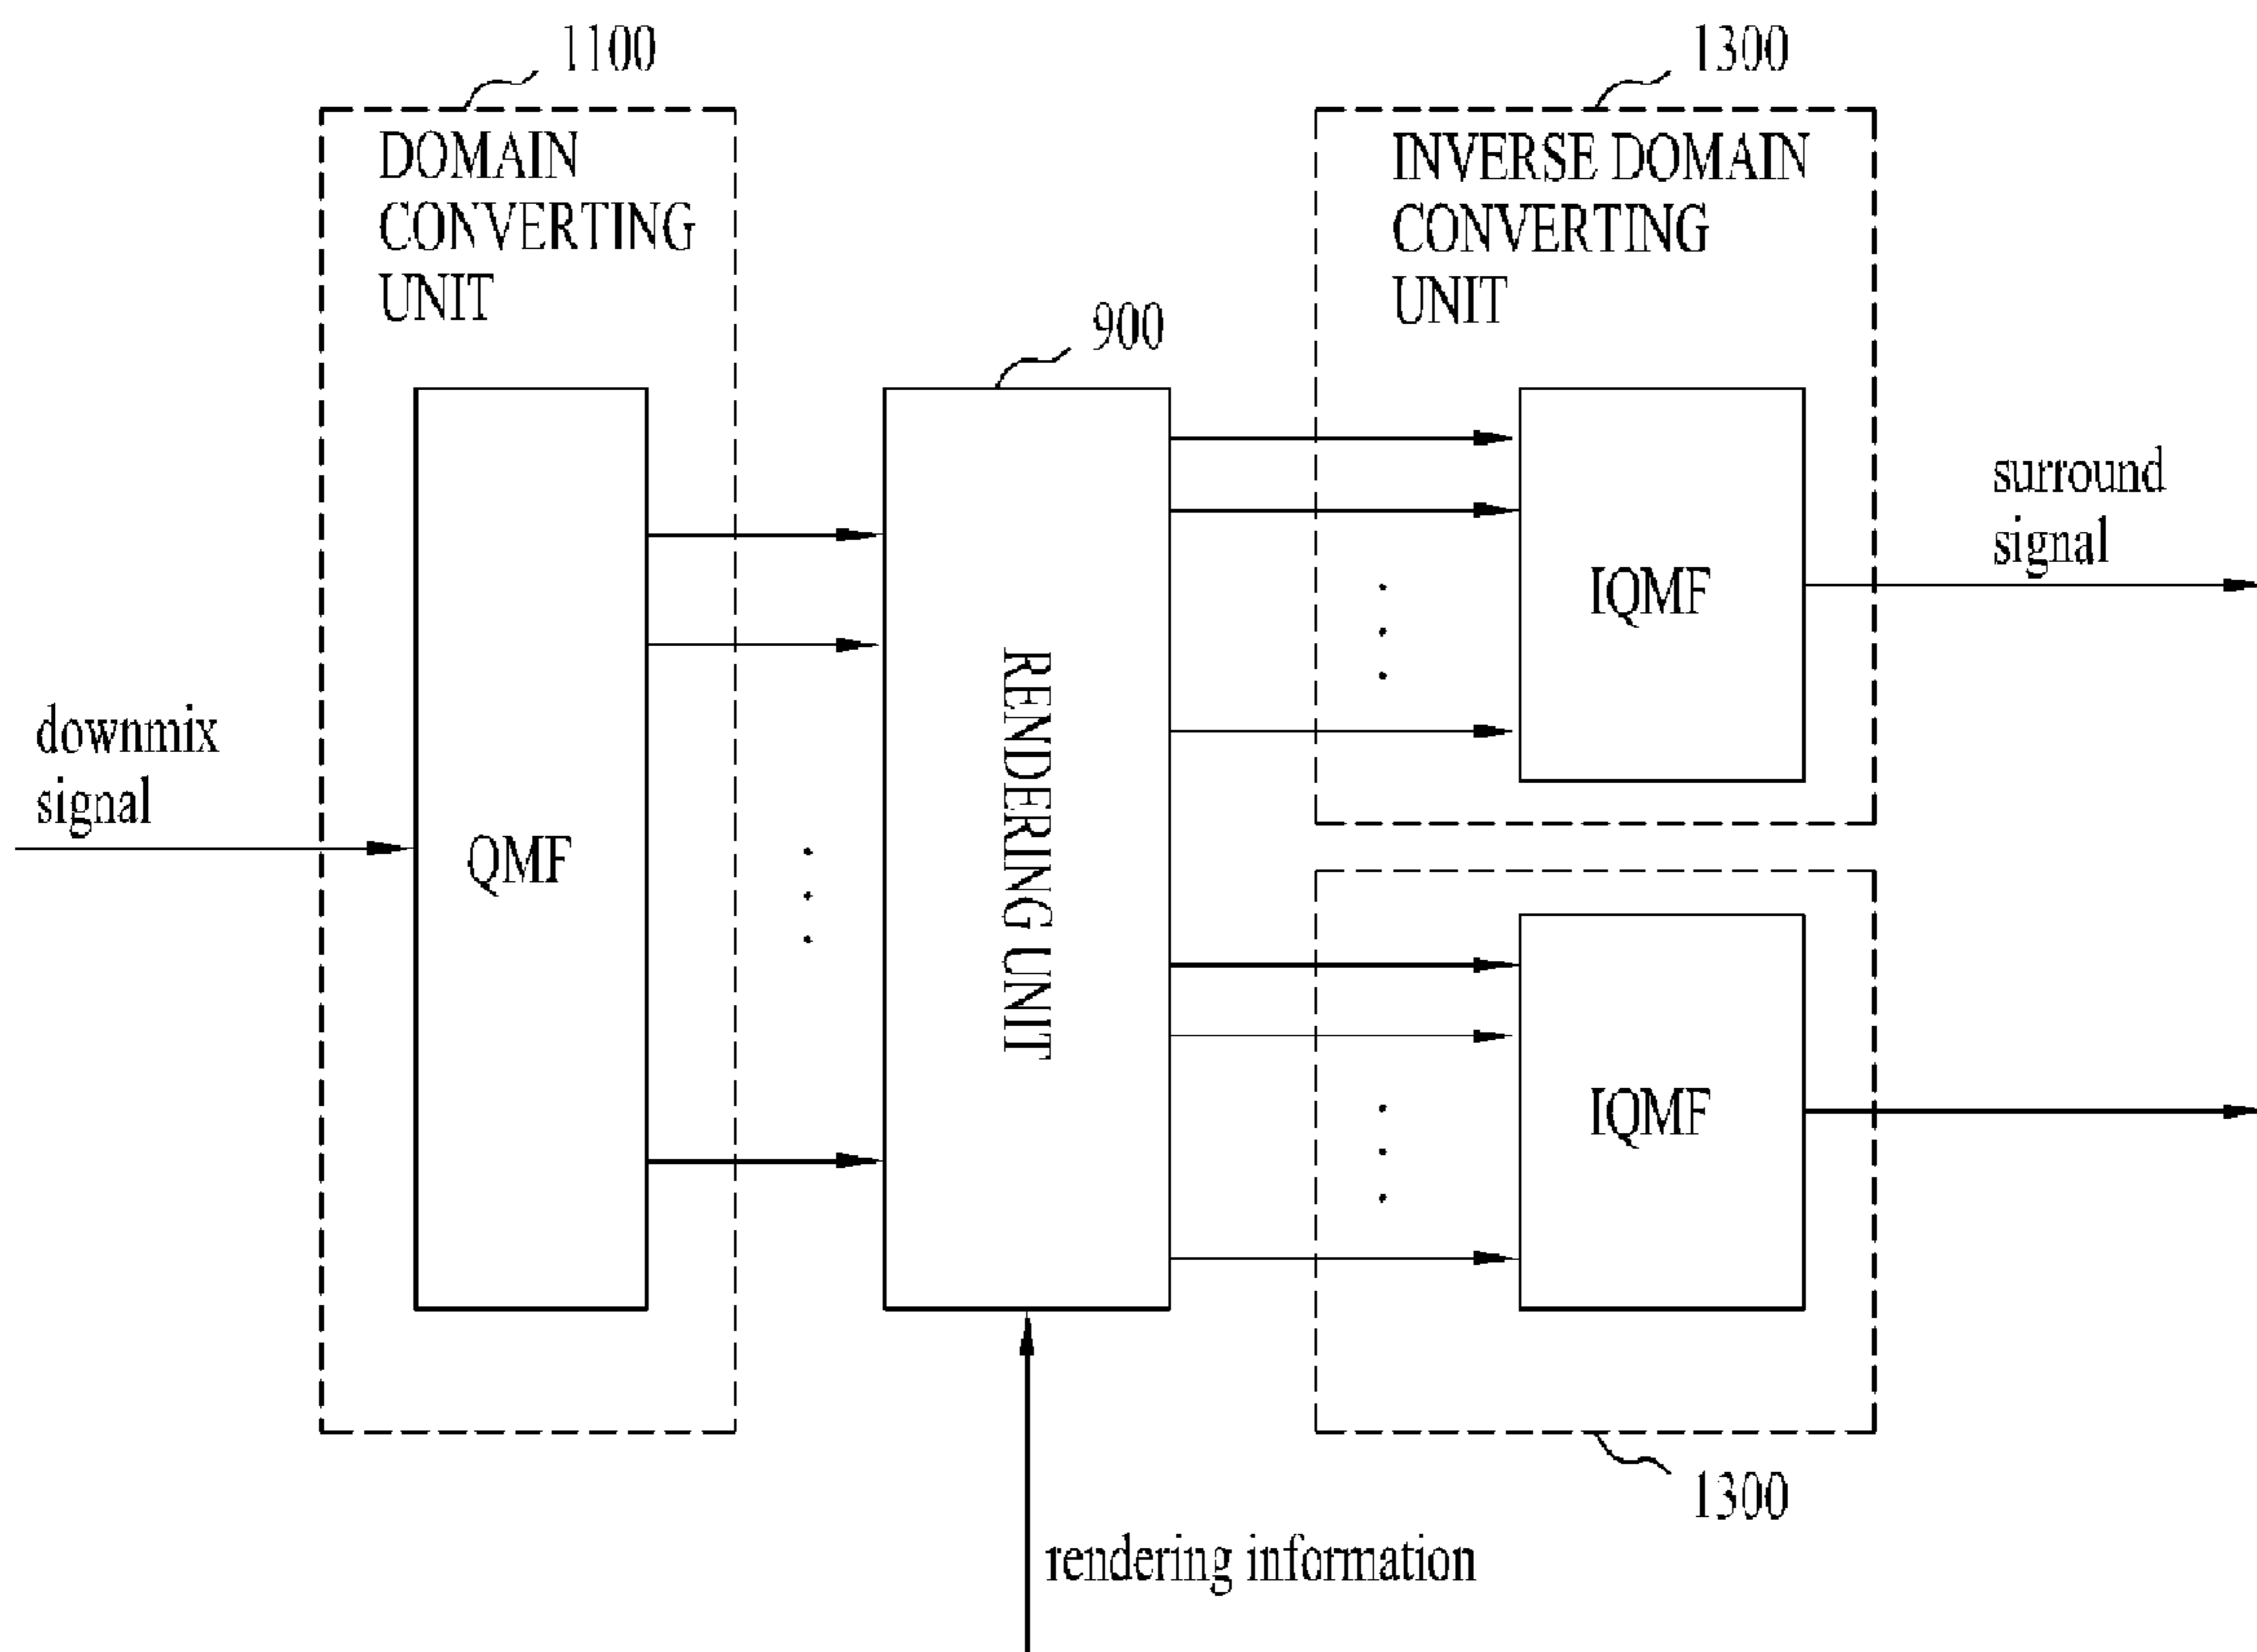 1100
1300
DOMAIN
CONVERTING
UNIT
INVERSE DOMAIN
CONVERTING
UNIT
900
surround
signal
IQMF
RENDERING UNIT
downmix
signal
QMF
IQMF
1300
rendering information